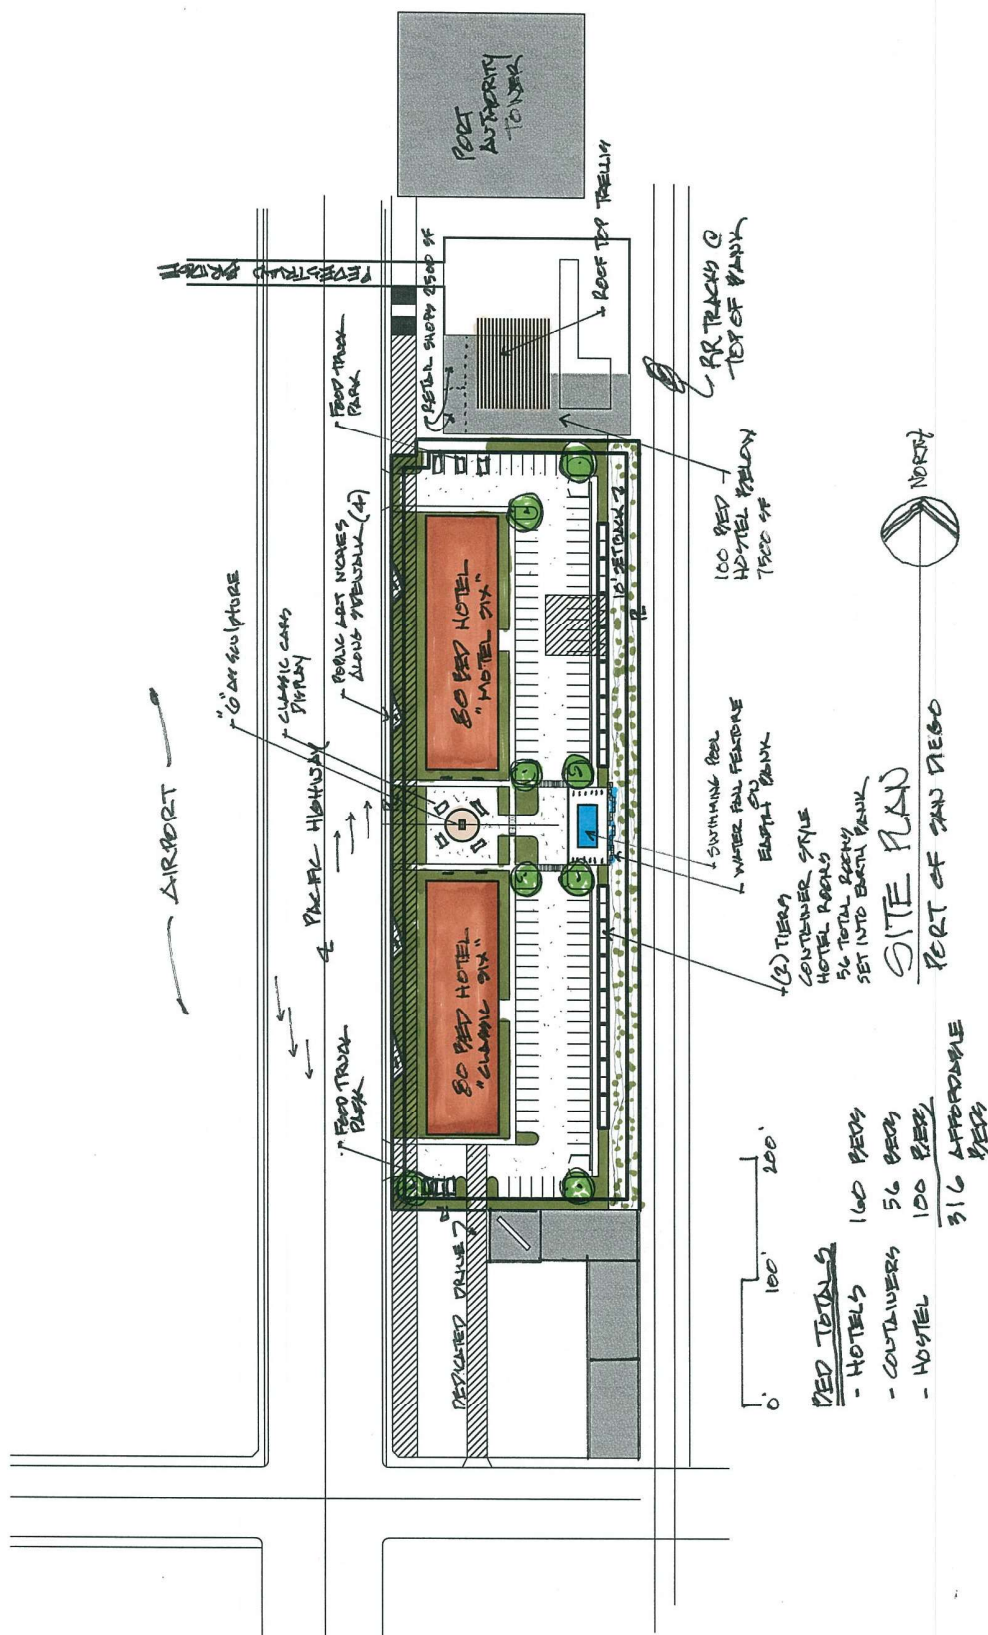 PORT
AUTHORITY
TOWER
PEDESTRIAN BRIDGE
RETAIL SHOPS 2500 SF
ROOF TOP TRELLIS
RR TRACKS @
TOP OF BANK
FOOD TRUCK
PARK
PUBLIC ART NICHES
ALONG SIDEWALK (4)
"6" ART SCULPTURE
CLASSIC CARS
DISPLAY
AIRPORT
PACIFIC HIGHWAY
80 BED HOTEL
"MOTEL SIX"
80 BED HOTEL
"CLASSIC SIX"
10' SETBACK
100 BED
HOSTEL BELOW
7500 SF
NORTH
SWIMMING POOL
WATER FALL FEATURE
ON
EARTH BANK
(2) TIERS
CONTAINER STYLE
HOTEL ROOMS
56 TOTAL ROOMS
SET INTO EARTH BANK
FOOD TRUCK
PARK
DEDICATED DRIVE
SITE PLAN
PORT OF SAN DIEGO
0' 100' 200'
BED TOTALS
- HOTELS 160 BEDS
- CONTAINERS 56 BEDS
- HOSTEL 100 BEDS
316 AFFORDABLE
BEDS